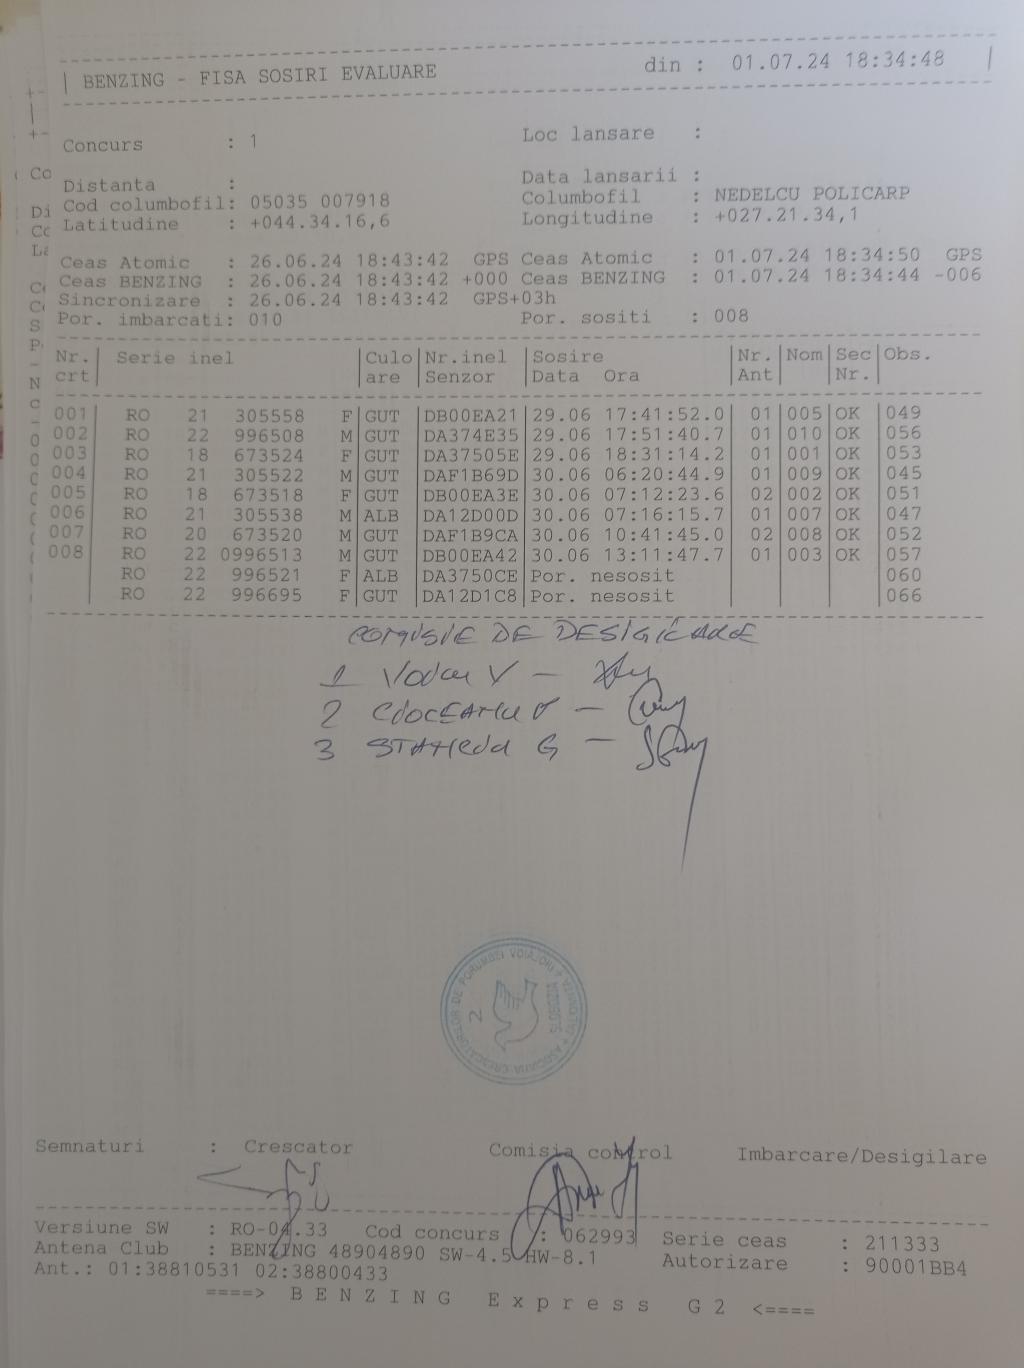 BENZING - FISA SOSIRI EVALUARE din : 01.07.24 18:34:48
Concurs : 1 Loc lansare :
Distanta : Data lansarii :
Cod columbofil: 05035 007918 Columbofil : NEDELCU POLICARP
Latitudine : +044.34.16,6 Longitudine : +027.21.34,1
Ceas Atomic : 26.06.24 18:43:42 GPS Ceas Atomic : 01.07.24 18:34:50 GPS
Ceas BENZING : 26.06.24 18:43:42 +000 Ceas BENZING : 01.07.24 18:34:44 -006
Sincronizare : 26.06.24 18:43:42 GPS+03h
Por. imbarcati: 010 Por. sositi : 008
Nr. Serie inel Culo Nr.inel Sosire Nr. Nom Sec Obs.
crt are Senzor Data Ora Ant Nr.
001 RO 21 305558 F GUT DB00EA21 29.06 17:41:52.0 01 005 OK 049
002 RO 22 996508 M GUT DA374E35 29.06 17:51:40.7 01 010 OK 056
003 RO 18 673524 F GUT DA37505E 29.06 18:31:14.2 01 001 OK 053
004 RO 21 305522 M GUT DAF1B69D 30.06 06:20:44.9 01 009 OK 045
005 RO 18 673518 F GUT DB00EA3E 30.06 07:12:23.6 02 002 OK 051
006 RO 21 305538 M ALB DA12D00D 30.06 07:16:15.7 01 007 OK 047
007 RO 20 673520 M GUT DAF1B9CA 30.06 10:41:45.0 02 008 OK 052
008 RO 22 0996513 M GUT DB00EA42 30.06 13:11:47.7 01 003 OK 057
RO 22 996521 F ALB DA3750CE Por. nesosit 060
RO 22 996695 F GUT DA12D1C8 Por. nesosit 066
COMISIE DE DESIGILARE
1 V -
2 -
3 G -
ASOCIATIA CRESCATORILOR DE PORUMBEI VOIAJORI
2
Semnaturi : Crescator Comisia control Imbarcare/Desigilare
Versiune SW : RO-04.33 Cod concurs : 062993 Serie ceas : 211333
Antena Club : BENZING 48904890 SW-4.5 HW-8.1 Autorizare : 90001BB4
Ant.: 01:38810531 02:38800433
====> B E N Z I N G E x p r e s s G 2 <====